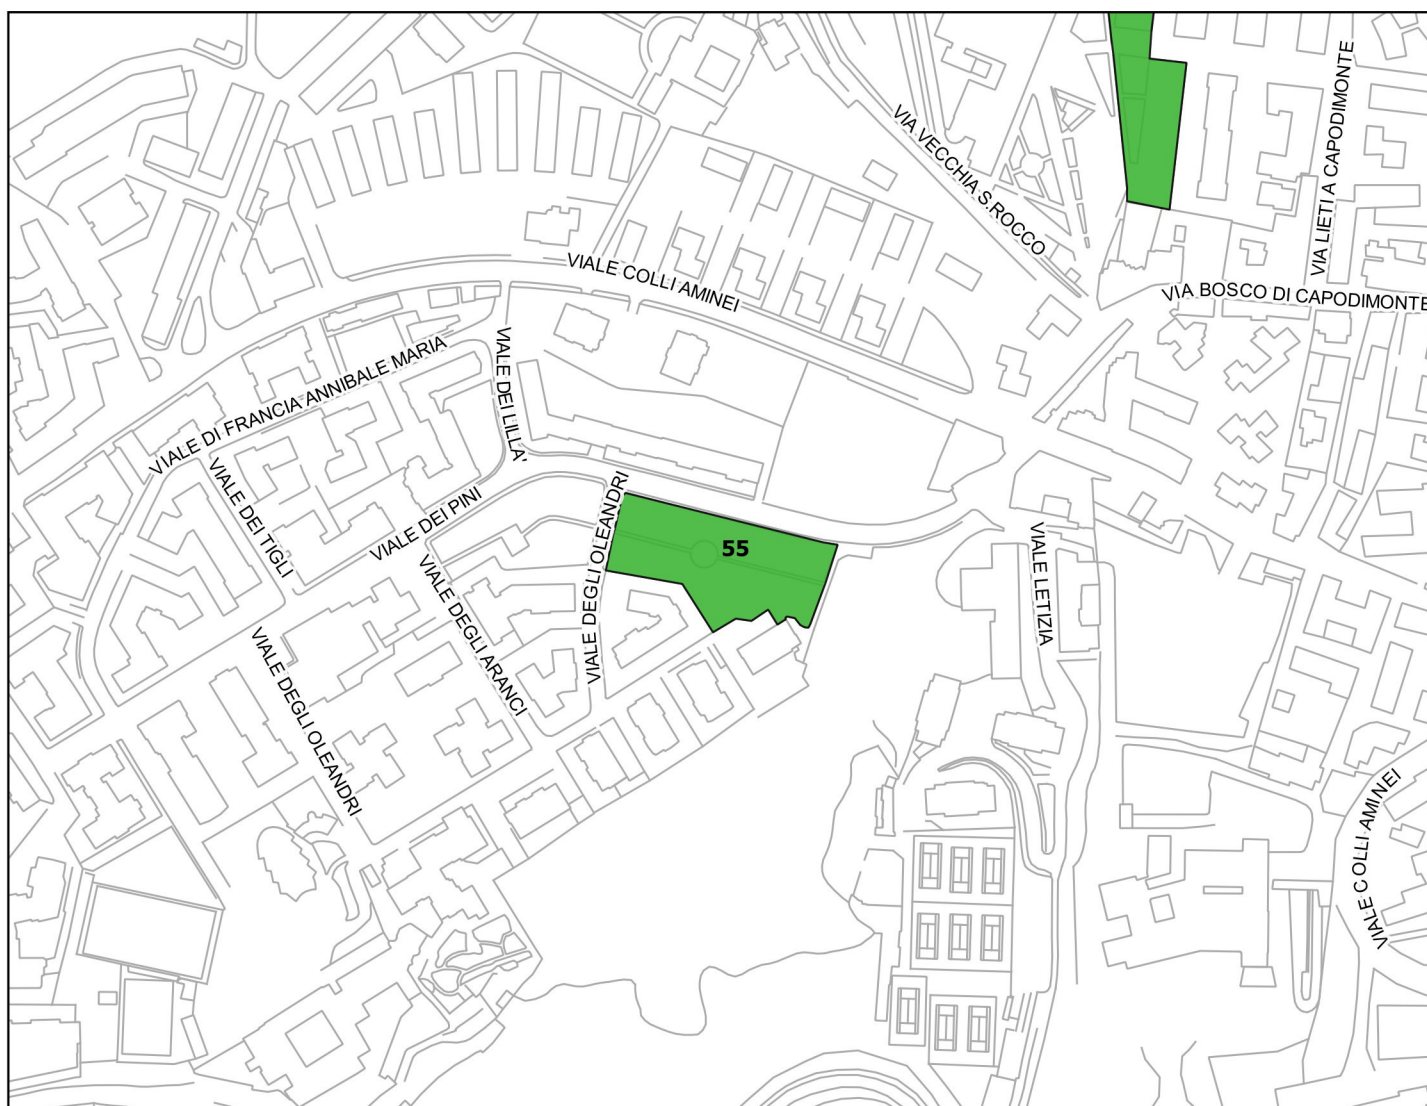 VIA VECCHIA S.ROCCO
VIA LIETI A CAPODIMONTE
VIALE COLLI AMINEI
VIA BOSCO DI CAPODIMONTE
VIALE DI FRANCIA ANNIBALE MARIA
VIALE DEI LILLA'
VIALE DEI TIGLI
VIALE DEI PINI
VIALE DEGLI OLEANDRI
55
VIALE LETIZIA
VIALE DEGLI ARANCI
VIALE DEGLI OLEANDRI
VIALE COLLI AMINEI